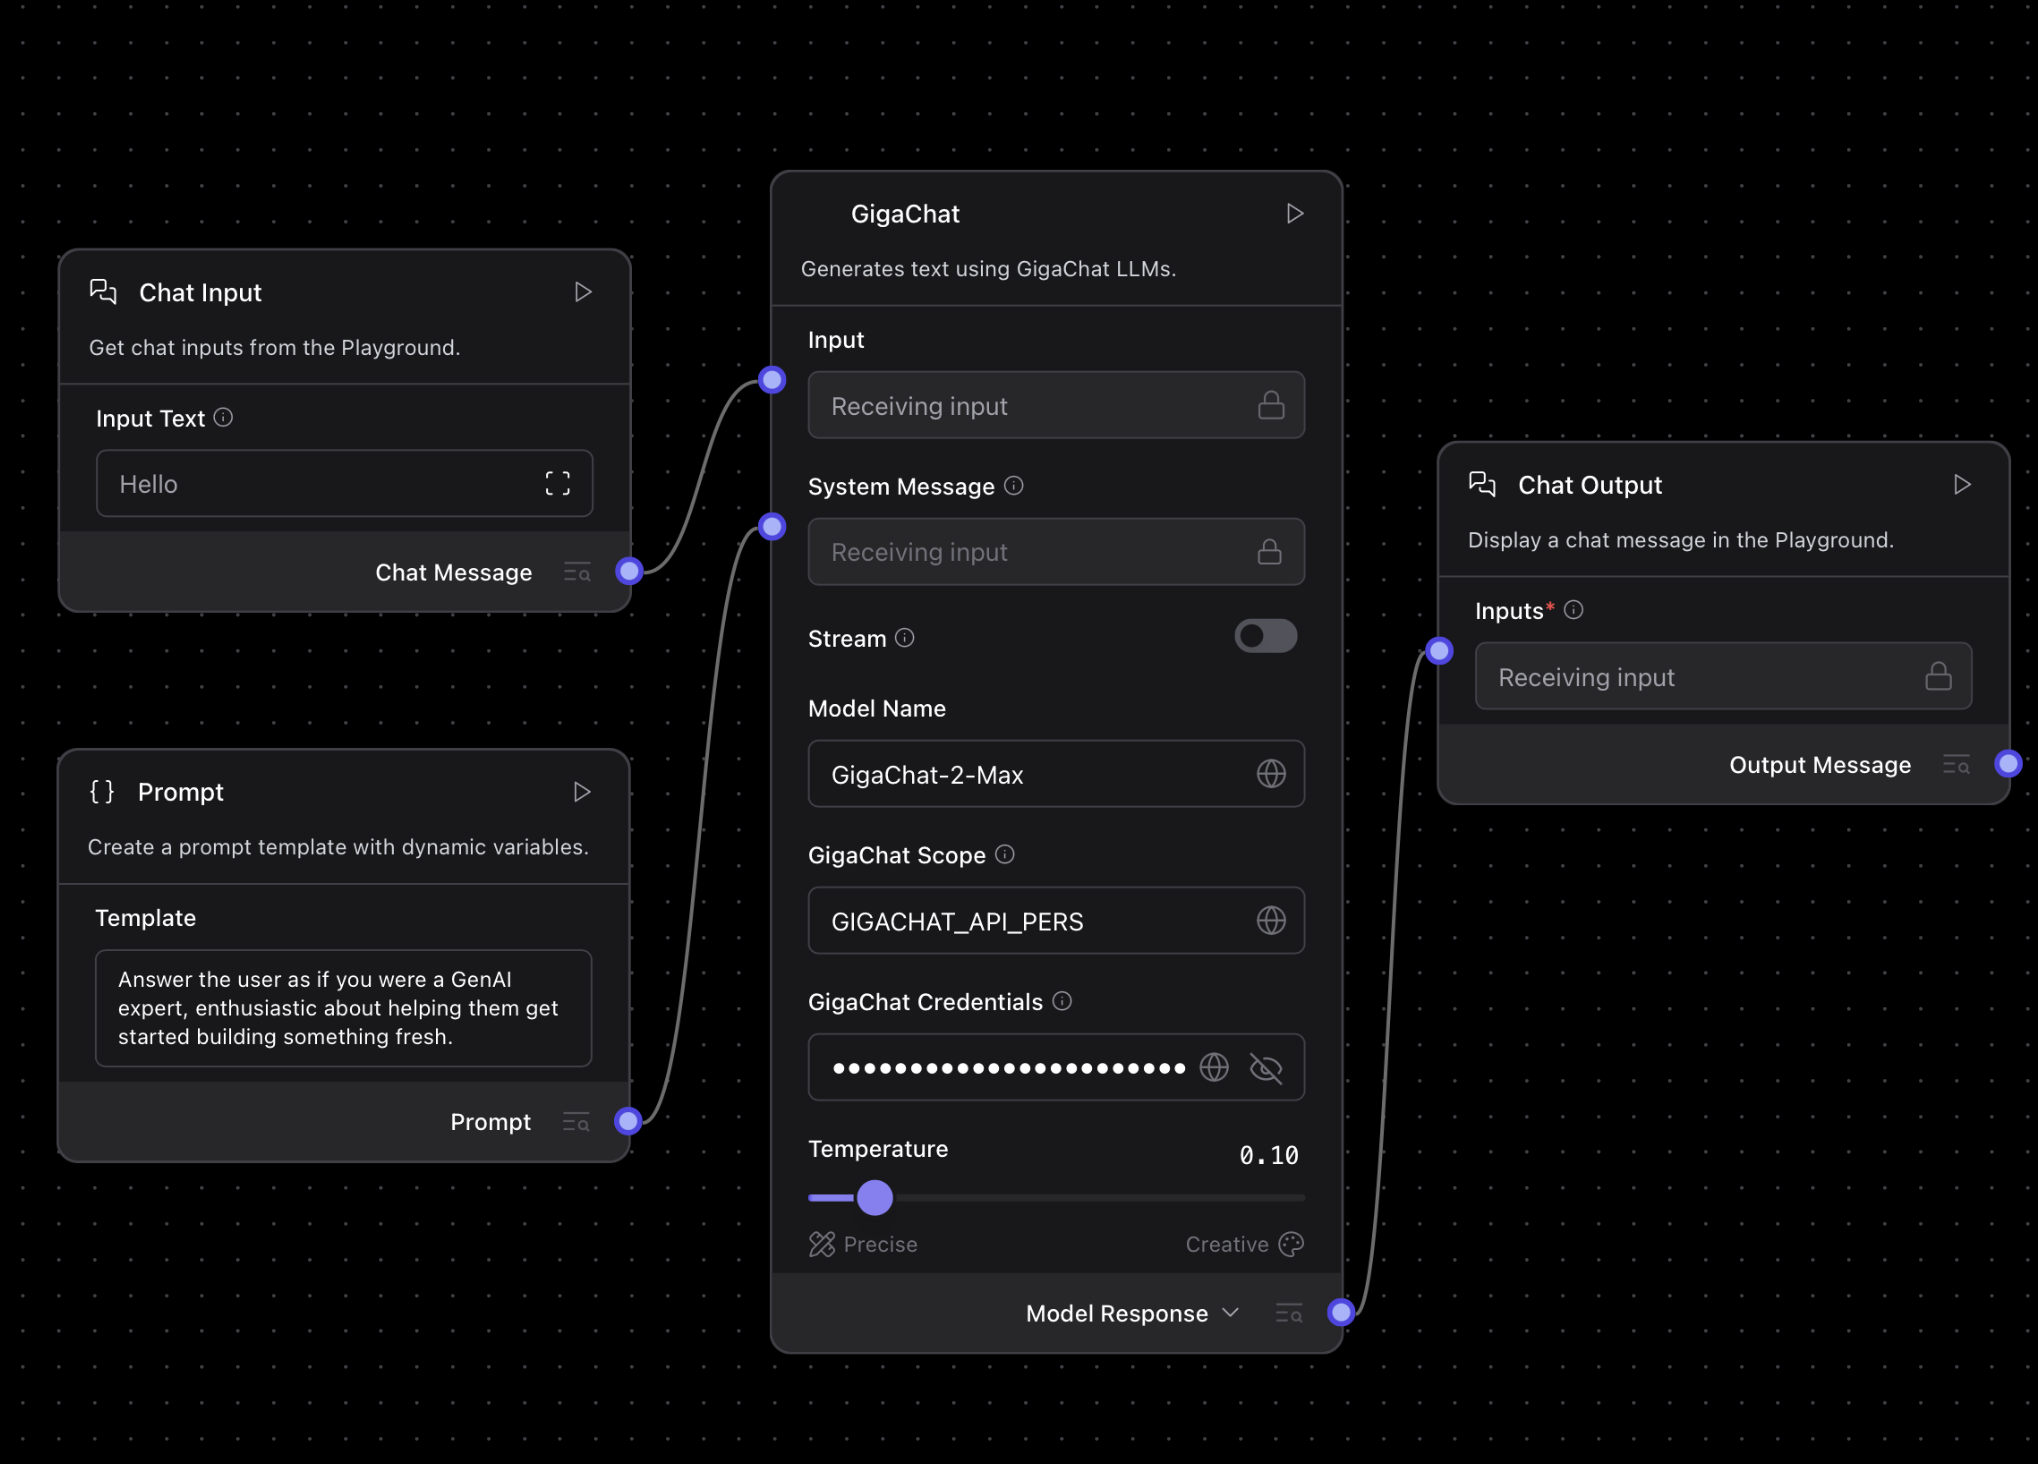 Chat Input
Get chat inputs from the Playground.
Input Text
Hello
Chat Message
Prompt
Create a prompt template with dynamic variables.
Template
Answer the user as if you were a GenAI
expert, enthusiastic about helping them get
started building something fresh.
Prompt
GigaChat
Generates text using GigaChat LLMs.
Input
Receiving input
System Message
Receiving input
Stream
Model Name
GigaChat-2-Max
GigaChat Scope
GIGACHAT_API_PERS
GigaChat Credentials
•••••••••••••••••••••••
Temperature
0.10
Precise
Creative
Model Response
Chat Output
Display a chat message in the Playground.
Inputs*
Receiving input
Output Message